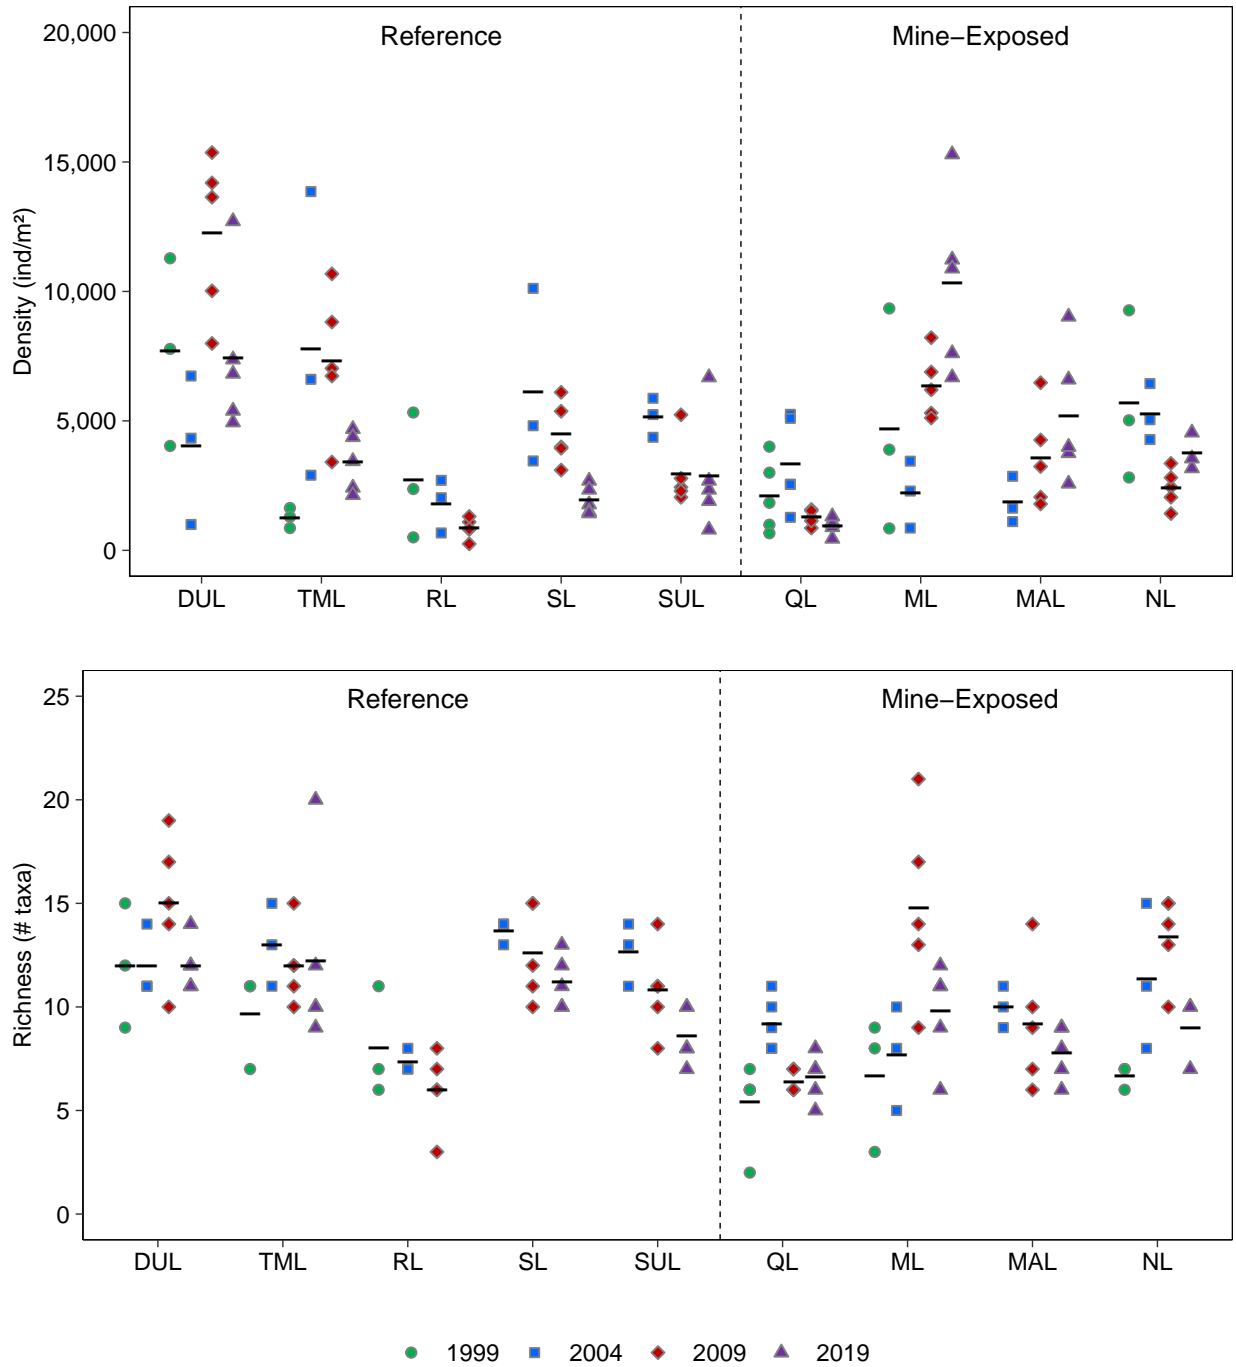 20,000
15,000
10,000
5,000
0
Density (ind/m²)
Reference
Mine−Exposed
DUL TML RL SL SUL QL ML MAL NL
25
20
15
10
5
0
Richness (# taxa)
Reference
Mine−Exposed
DUL TML RL SL SUL QL ML MAL NL
1999 2004 2009 2019